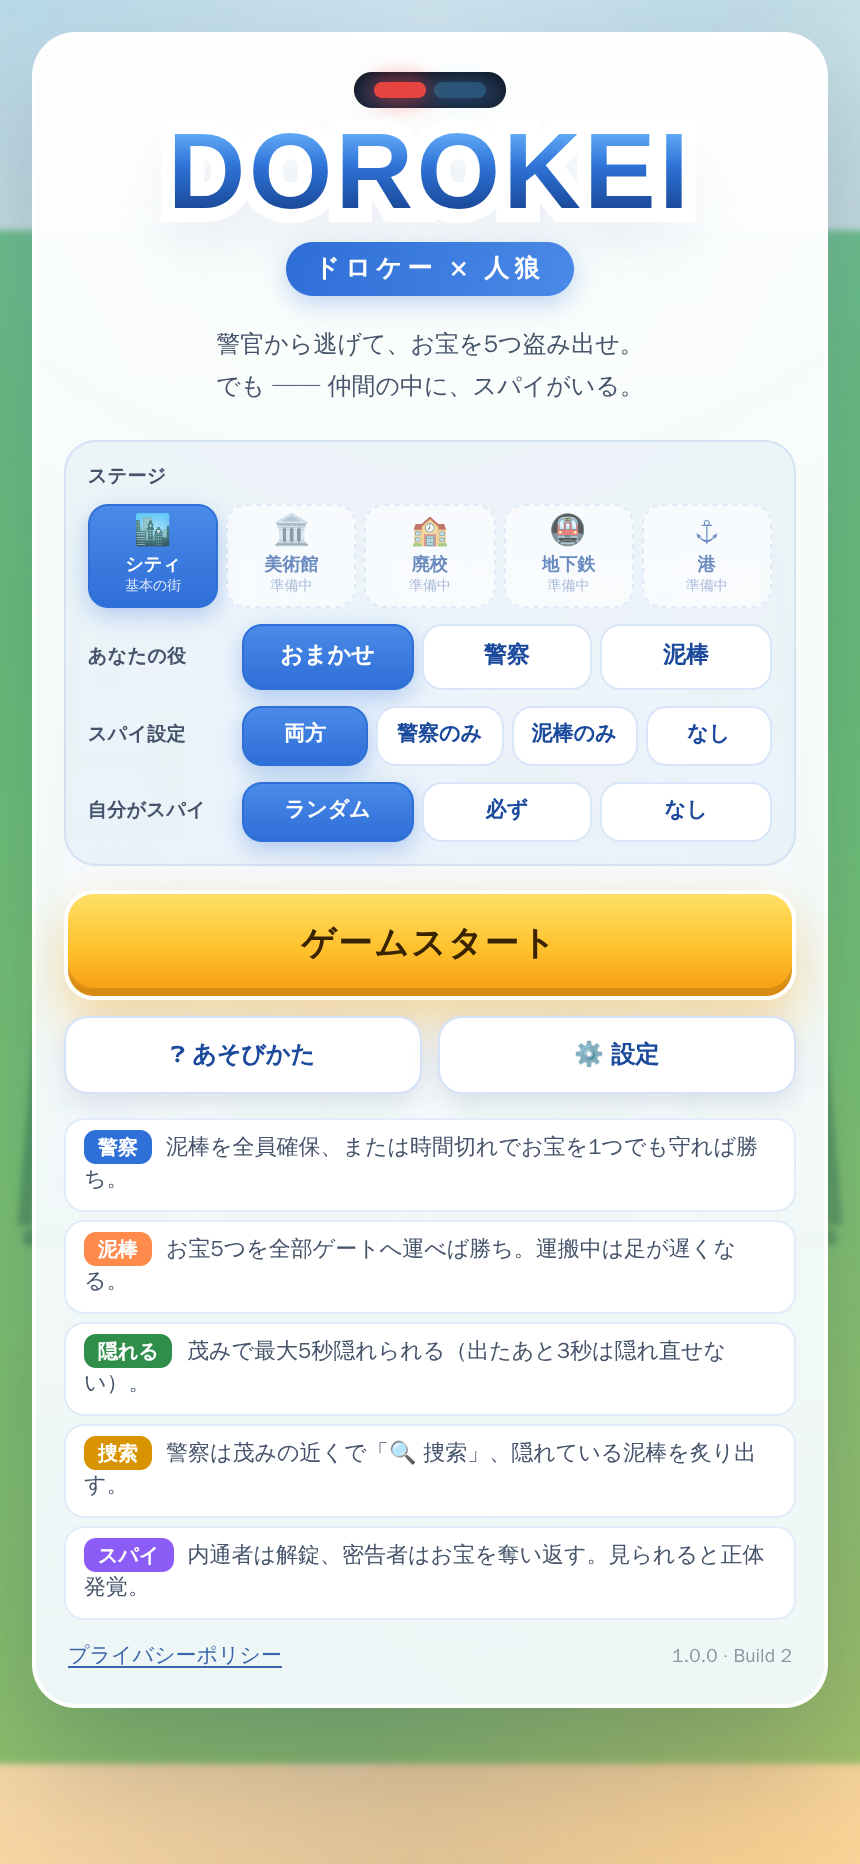 DOROKEI
ドロケー × 人狼
警官から逃げて、お宝を5つ盗み出せ。
でも —— 仲間の中に、スパイがいる。
ステージ
シティ
基本の街
美術館
準備中
廃校
準備中
地下鉄
準備中
港
準備中
あなたの役 おまかせ 警察 泥棒
スパイ設定 両方 警察のみ 泥棒のみ なし
自分がスパイ ランダム 必ず なし
ゲームスタート
? あそびかた
⚙️ 設定
警察 泥棒を全員確保、または時間切れでお宝を1つでも守れば勝
ち。
泥棒 お宝5つを全部ゲートへ運べば勝ち。運搬中は足が遅くな
る。
隠れる 茂みで最大5秒隠れられる（出たあと3秒は隠れ直せな
い）。
捜索 警察は茂みの近くで「🔍 捜索」、隠れている泥棒を炙り出
す。
スパイ 内通者は解錠、密告者はお宝を奪い返す。見られると正体
発覚。
プライバシーポリシー
1.0.0 · Build 2